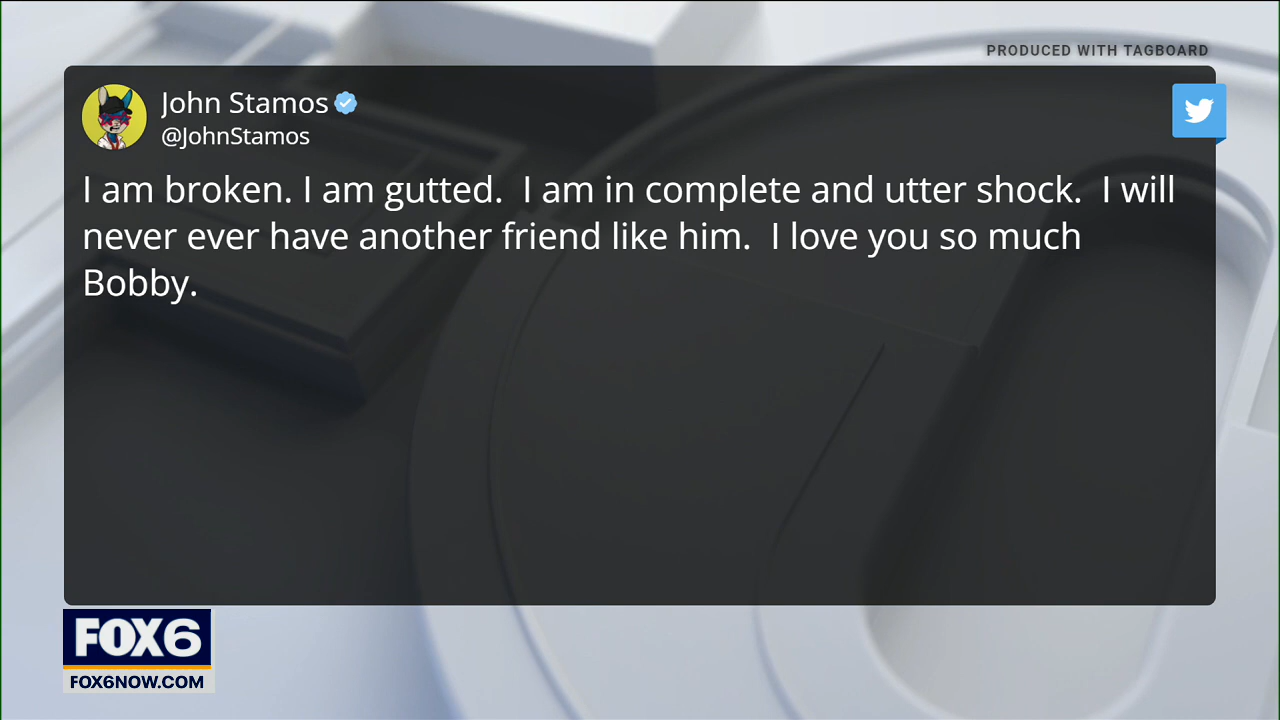 PRODUCED WITH TAGBOARD
John Stamos
@JohnStamos
I am broken. I am gutted.  I am in complete and utter shock.  I will
never ever have another friend like him.  I love you so much
Bobby.
FOX6
FOX6NOW.COM